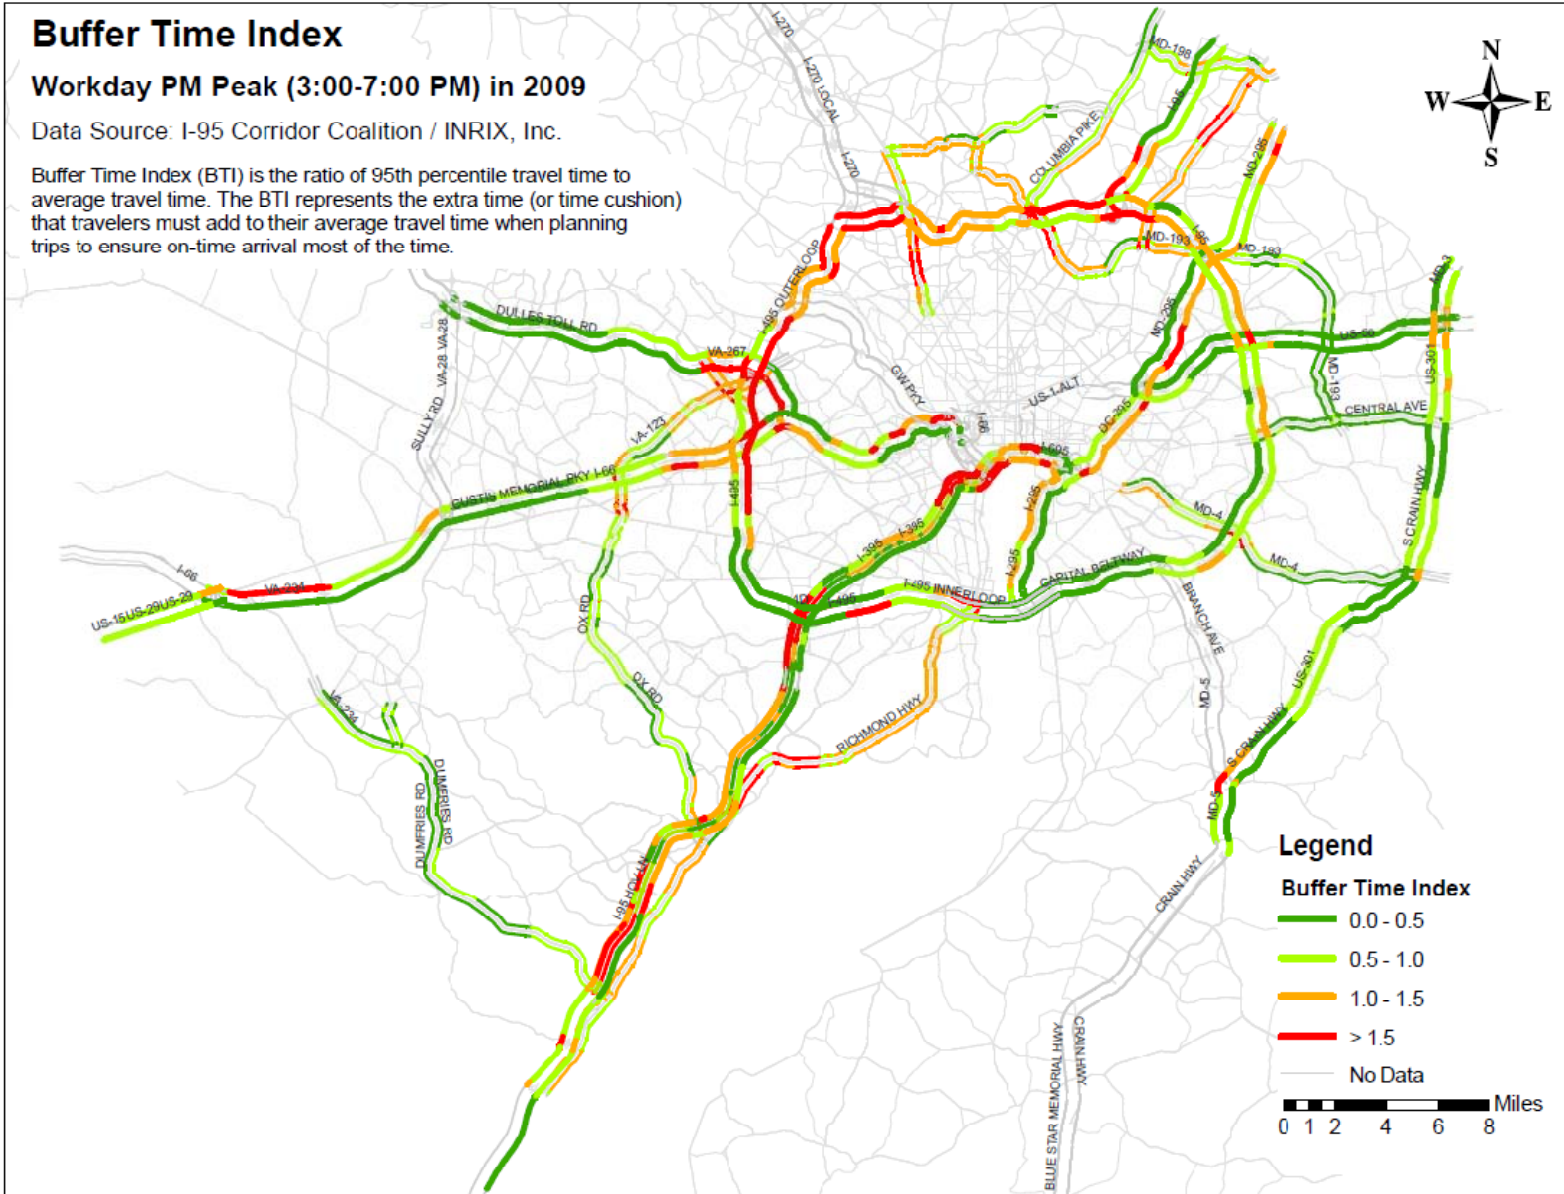 Buffer Time Index
Workday PM Peak (3:00-7:00 PM) in 2009
Data Source: I-95 Corridor Coalition / INRIX, Inc.
Buffer Time Index (BTI) is the ratio of 95th percentile travel time to
average travel time. The BTI represents the extra time (or time cushion)
that travelers must add to their average travel time when planning
trips to ensure on-time arrival most of the time.
N
W
E
S
I-270
I-270 LOCAL
I-270
MD-198
I-95
COLUMBIA PIKE
MD-295
MD-193
I-95
MD-193
MD-3
I-495 OUTERLOOP
DULLES TOLL RD
VA-28
VA-28
VA-267
MD-295
US-50
US-301
MD-193
GW PKY
US-1-ALT
CENTRAL AVE
SULLY RD
VA-123
I-66
DC-295
I-695
CUSTIN MEMORIAL PKY
I-66
I-495
I-295
S CRAIN HWY
MD-4
I-395
I-395
I-295
CAPITAL BELTWAY
MD-4
I-66
VA-234
US-15
US-29
US-29
I-495
I-495 INNERLOOP
BRANCH AVE
OX RD
OX RD
MD-5
US-301
VA-234
RICHMOND HWY
S CRAIN HWY
DUMFRIES RD
DUMFRIES RD
MD-5
I-95 HOV LN
CRAIN HWY
BLUE STAR MEMORIAL HWY
CRAIN HWY
Legend
Buffer Time Index
0.0 - 0.5
0.5 - 1.0
1.0 - 1.5
> 1.5
No Data
Miles
0 1 2 4 6 8